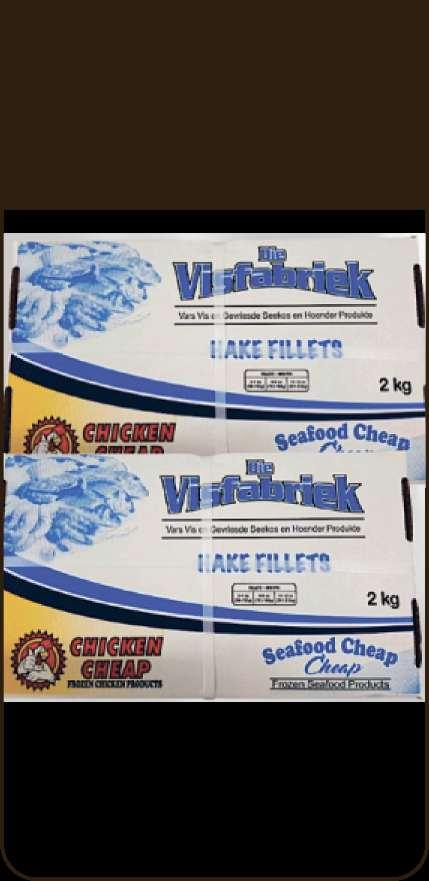 Die
Visfabriek
Vars Vis en Gevriesde Seekos en Hoender Produkte
HAKE FILLETS
2 kg
CHICKEN
CHEAP
Seafood Cheap
Cheap
Die
Visfabriek
Vars Vis en Gevriesde Seekos en Hoender Produkte
HAKE FILLETS
2 kg
CHICKEN
CHEAP
FROZEN CHICKEN PRODUCTS
Seafood Cheap
Cheap
Frozen Seafood Products